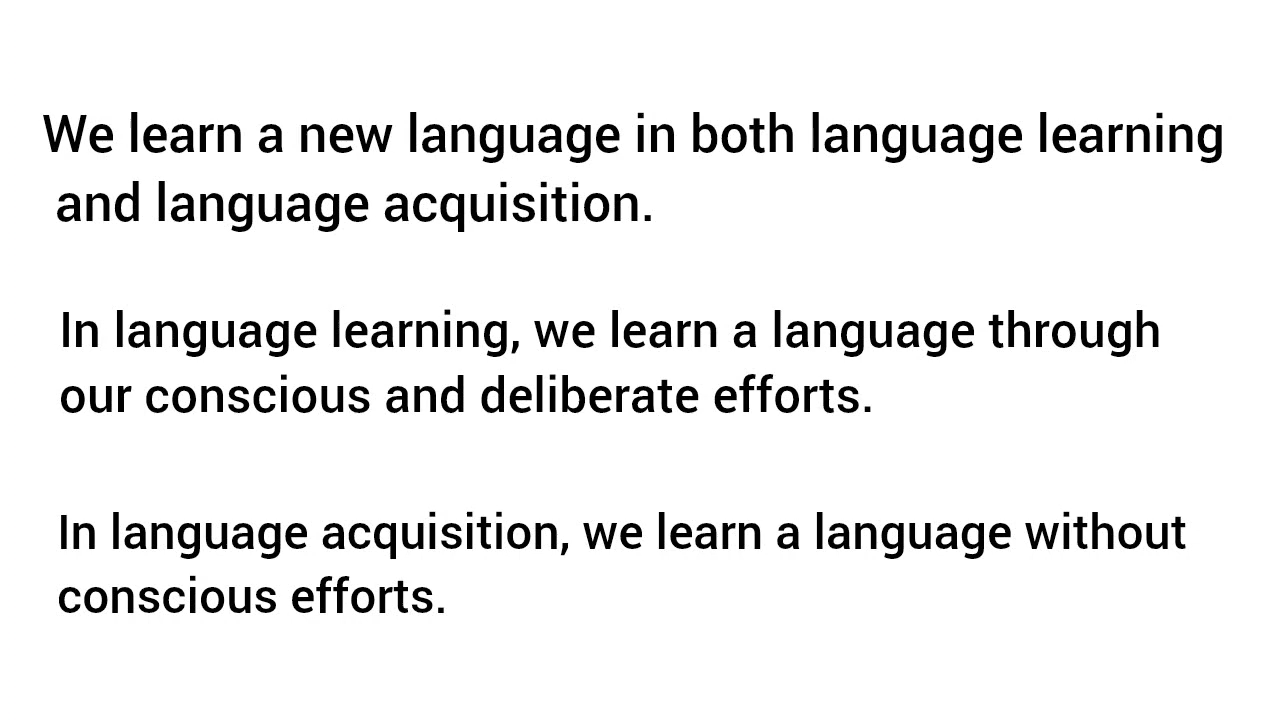 We learn a new language in both language learning
and language acquisition.
In language learning, we learn a language through
our conscious and deliberate efforts.
In language acquisition, we learn a language without
conscious efforts.